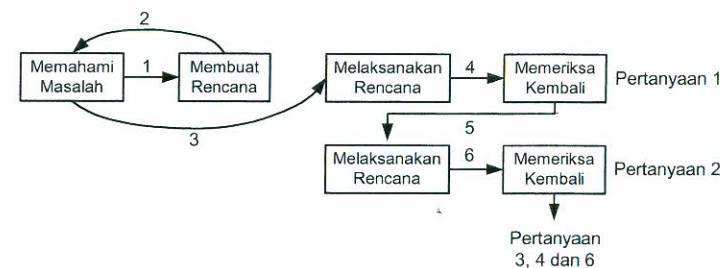 2
Memahami
Masalah
1
Membuat
Rencana
3
Melaksanakan
Rencana
4
Memeriksa
Kembali
Pertanyaan 1
5
Melaksanakan
Rencana
6
Memeriksa
Kembali
Pertanyaan 2
Pertanyaan
3, 4 dan 6